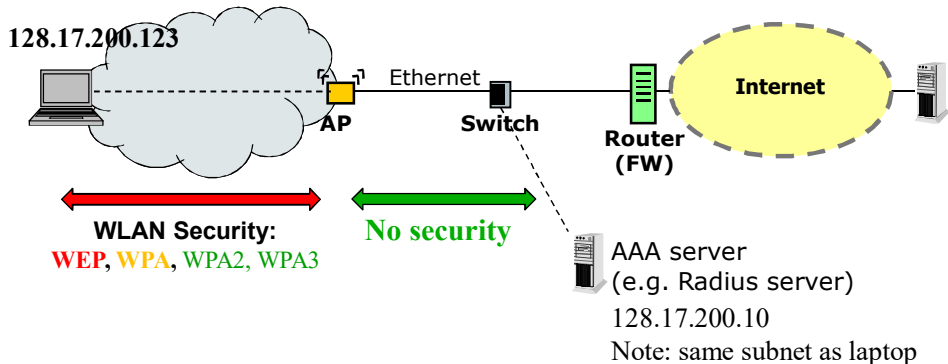 128.17.200.123
AP
Ethernet
Switch
Router
(FW)
Internet
WLAN Security:
WEP, WPA, WPA2, WPA3
No security
AAA server
(e.g. Radius server)
128.17.200.10
Note: same subnet as laptop